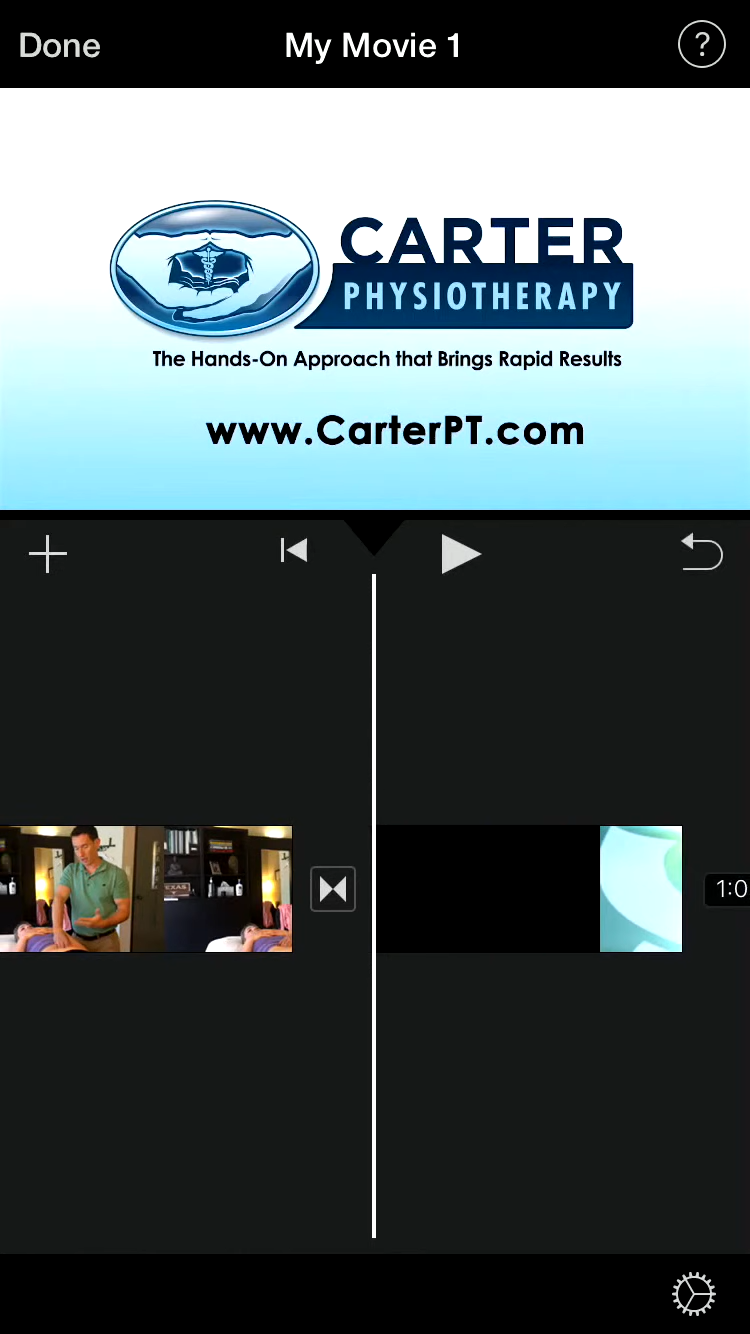 Done
My Movie 1
?
CARTER
PHYSIOTHERAPY
The Hands-On Approach that Brings Rapid Results
www.CarterPT.com
TEXAS
1:0